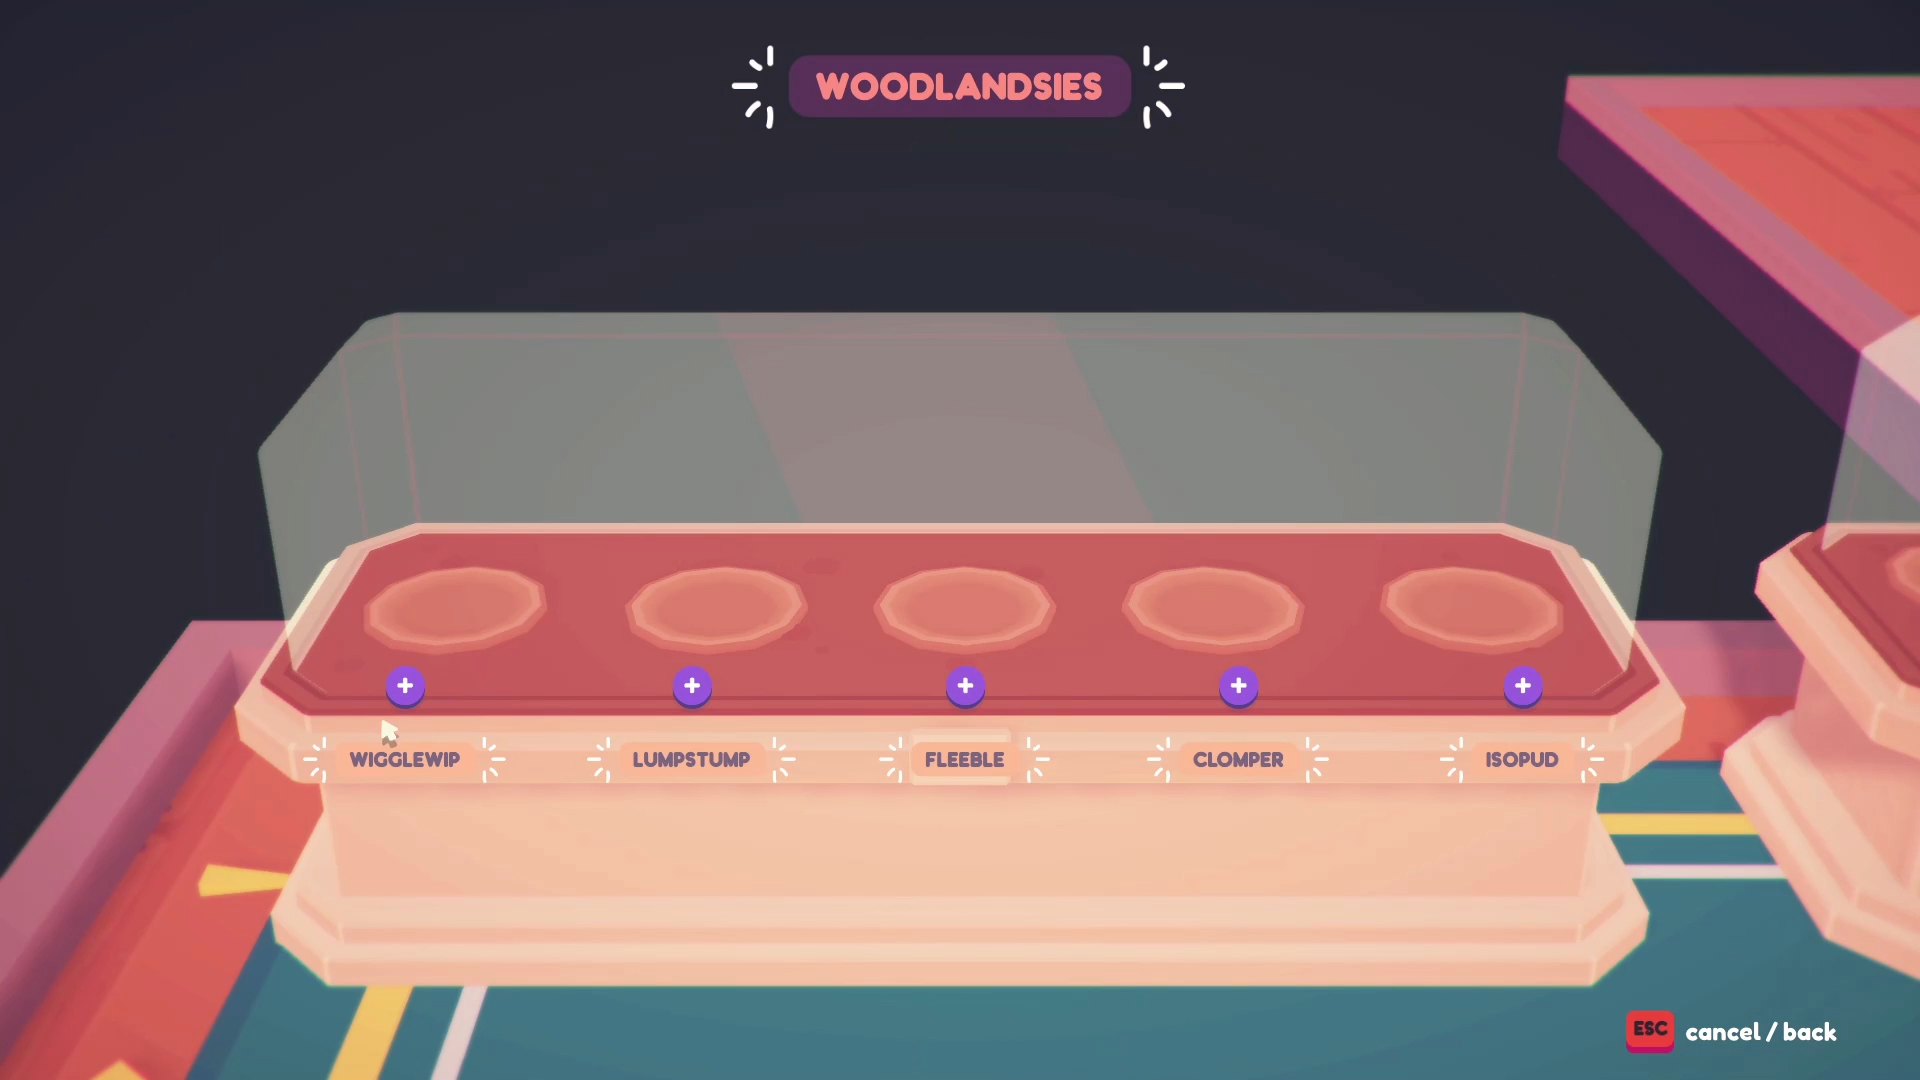 WOODLANDSIES
WIGGLEWIP
LUMPSTUMP
FLEEBLE
CLOMPER
ISOPUD
ESC cancel / back